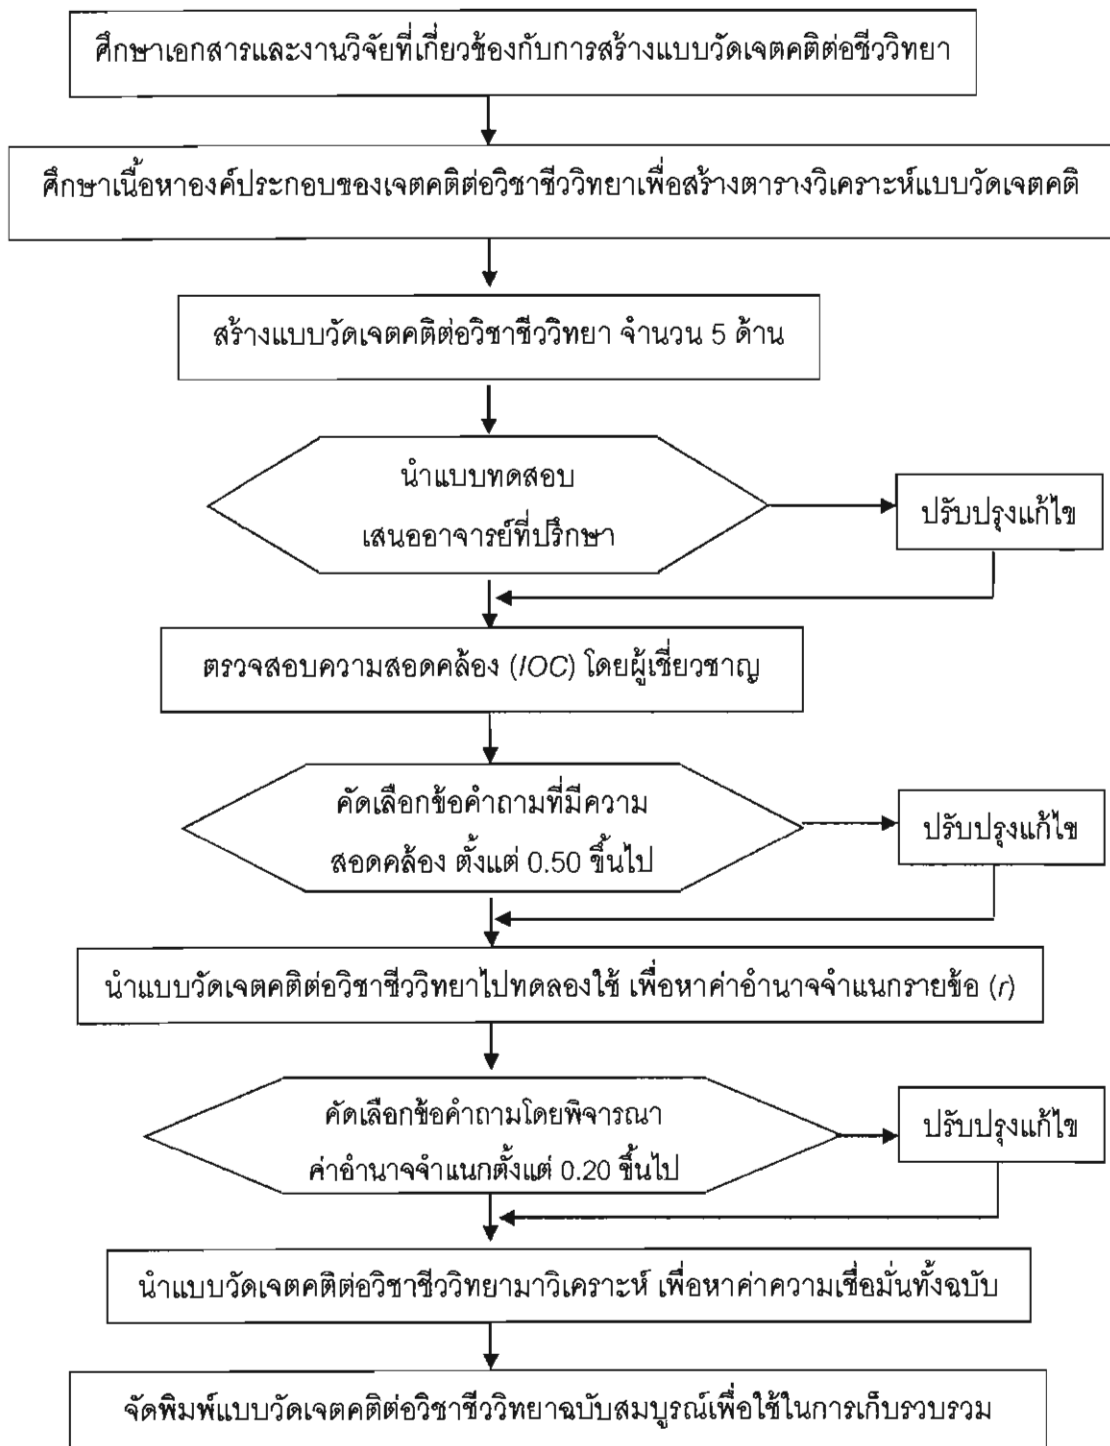 ศึกษาเอกสารและงานวิจัยที่เกี่ยวข้องกับการสร้างแบบวัดเจตคติต่อชีววิทยา
ศึกษาเนื้อหาองค์ประกอบของเจตคติต่อวิชาชีววิทยาเพื่อสร้างตารางวิเคราะห์แบบวัดเจตคติ
สร้างแบบวัดเจตคติต่อวิชาชีววิทยา จำนวน 5 ด้าน
นำแบบทดสอบ
เสนออาจารย์ที่ปรึกษา
ปรับปรุงแก้ไข
ตรวจสอบความสอดคล้อง (IOC) โดยผู้เชี่ยวชาญ
คัดเลือกข้อคำถามที่มีความ
สอดคล้อง ตั้งแต่ 0.50 ขึ้นไป
ปรับปรุงแก้ไข
นำแบบวัดเจตคติต่อวิชาชีววิทยาไปทดลองใช้ เพื่อหาค่าอำนาจจำแนกรายข้อ (r)
คัดเลือกข้อคำถามโดยพิจารณา
ค่าอำนาจจำแนกตั้งแต่ 0.20 ขึ้นไป
ปรับปรุงแก้ไข
นำแบบวัดเจตคติต่อวิชาชีววิทยามาวิเคราะห์ เพื่อหาค่าความเชื่อมั่นทั้งฉบับ
จัดพิมพ์แบบวัดเจตคติต่อวิชาชีววิทยาฉบับสมบูรณ์เพื่อใช้ในการเก็บรวบรวม